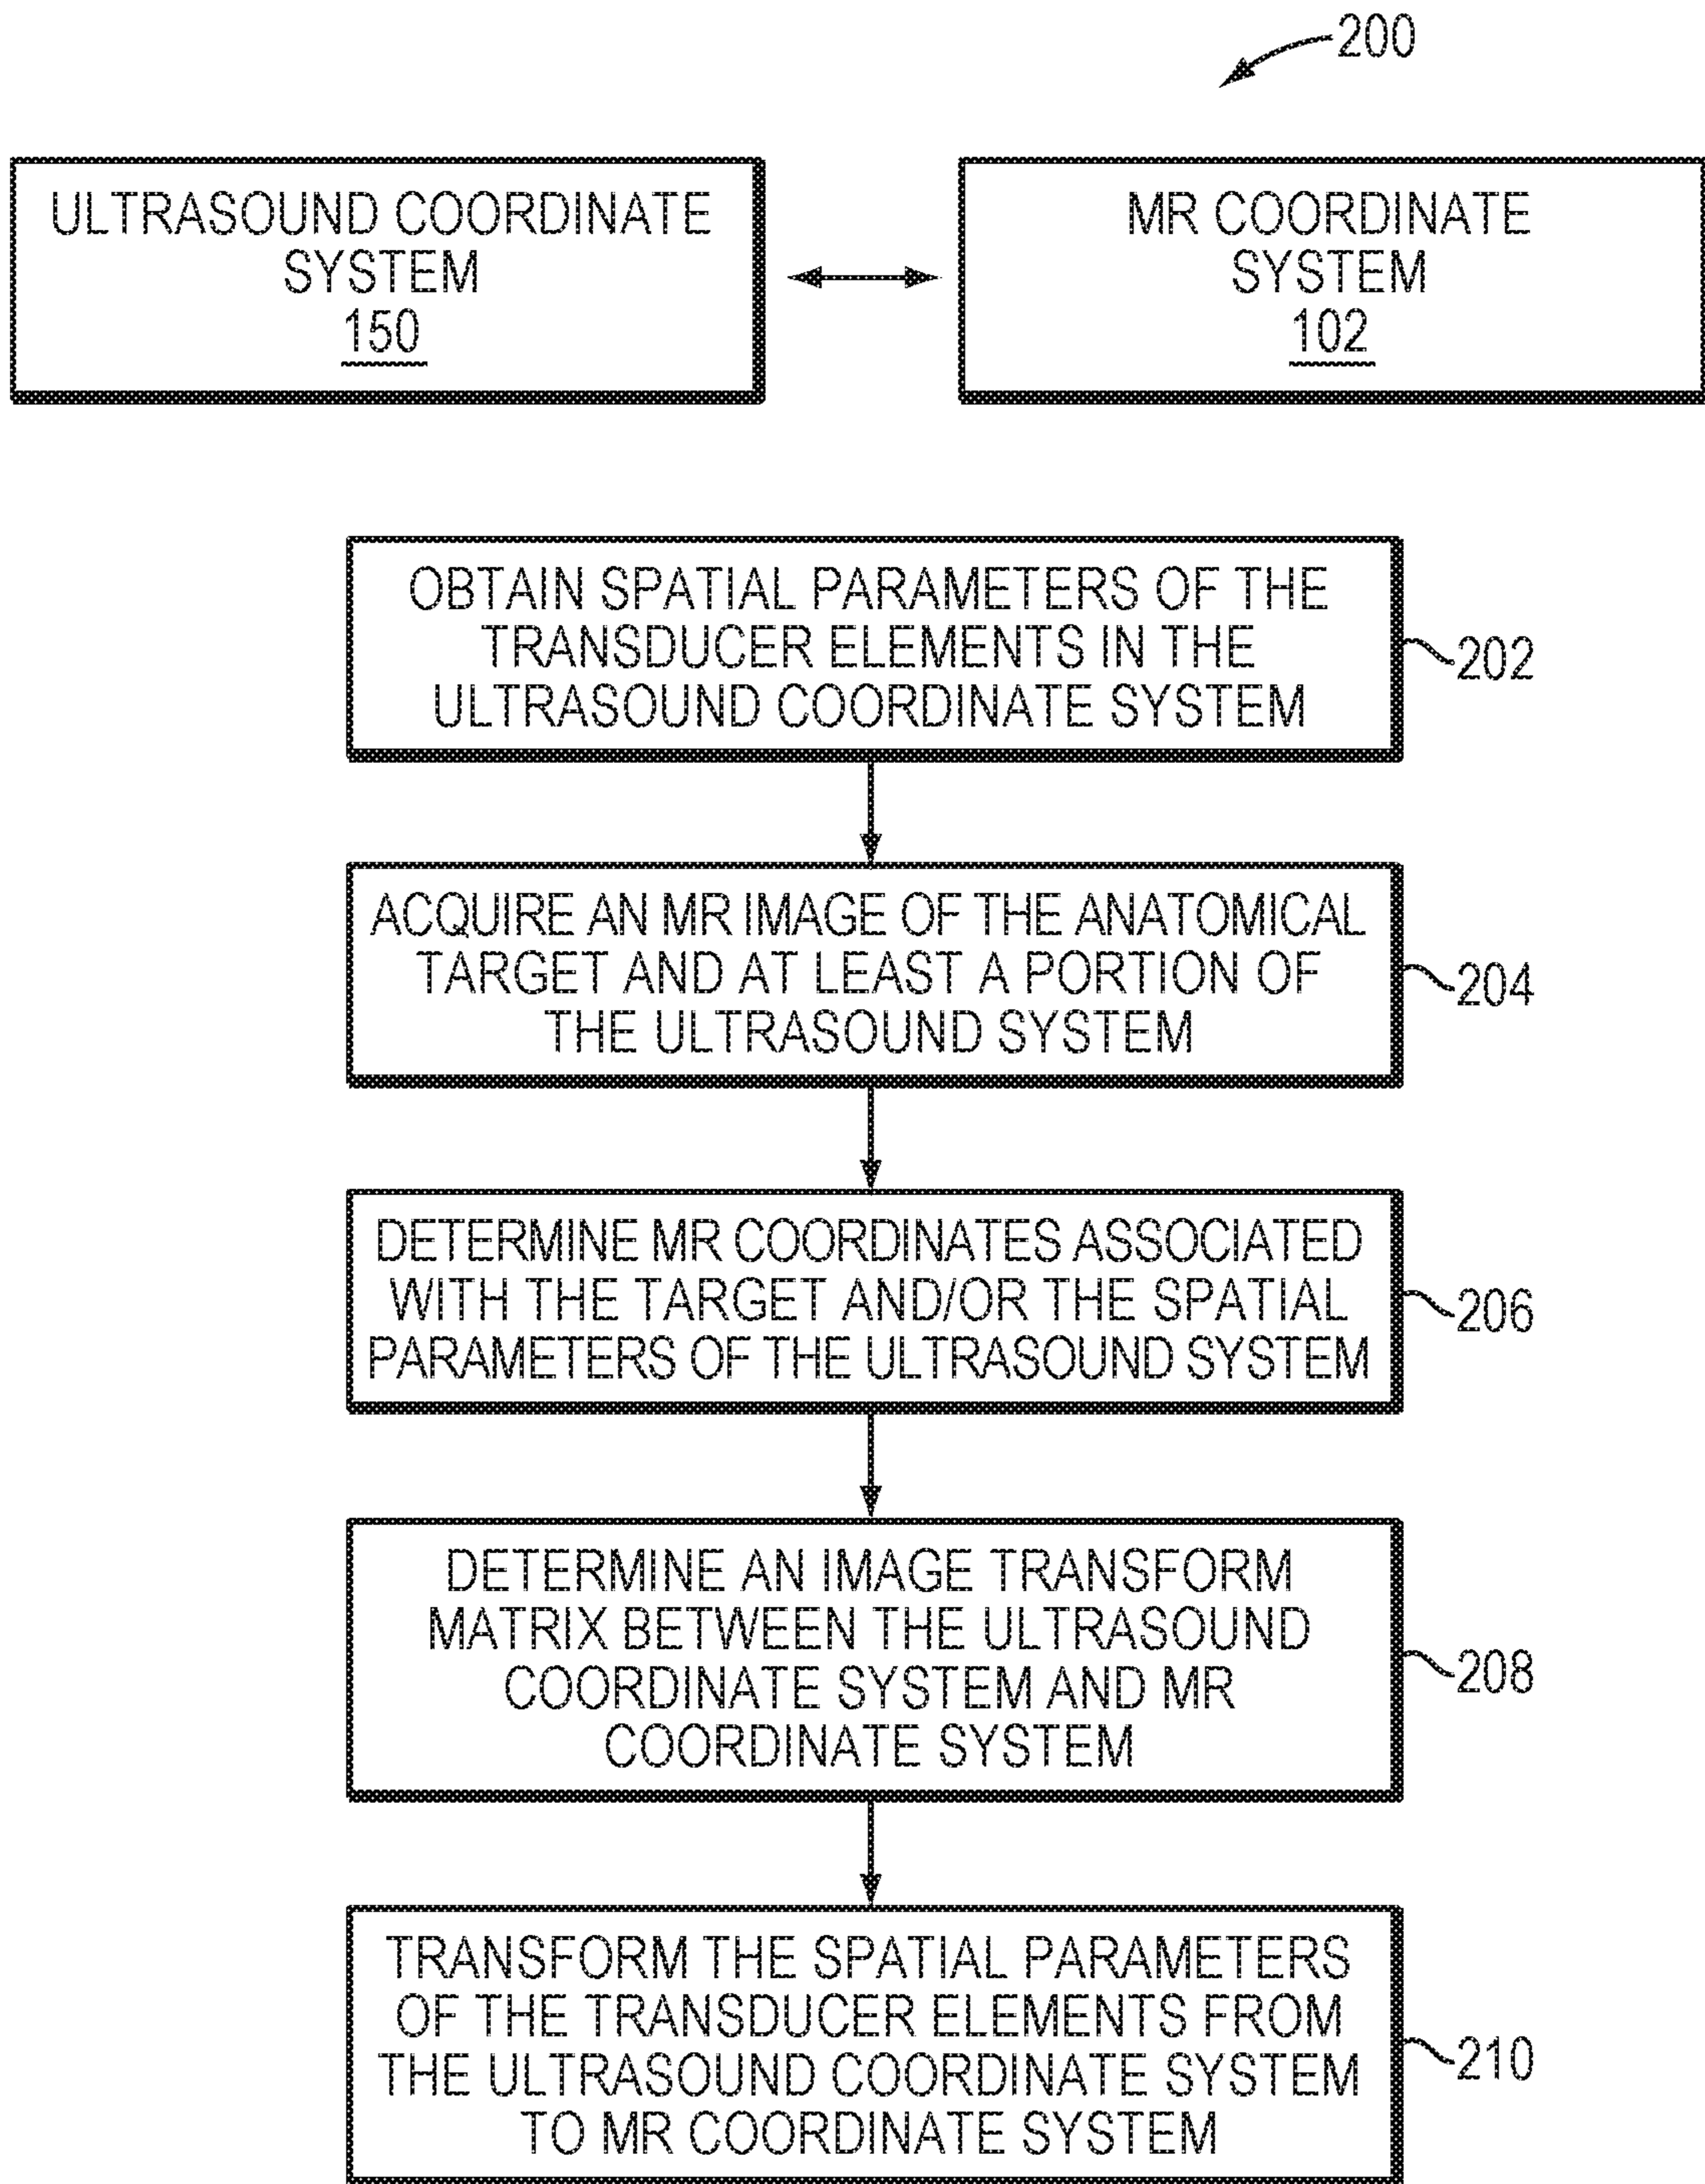 200
ULTRASOUND COORDINATE
SYSTEM
150
MR COORDINATE
SYSTEM
102
OBTAIN SPATIAL PARAMETERS OF THE
TRANSDUCER ELEMENTS IN THE
ULTRASOUND COORDINATE SYSTEM
202
ACQUIRE AN MR IMAGE OF THE ANATOMICAL
TARGET AND AT LEAST A PORTION OF
THE ULTRASOUND SYSTEM
204
DETERMINE MR COORDINATES ASSOCIATED
WITH THE TARGET AND/OR THE SPATIAL
PARAMETERS OF THE ULTRASOUND SYSTEM
206
DETERMINE AN IMAGE TRANSFORM
MATRIX BETWEEN THE ULTRASOUND
COORDINATE SYSTEM AND MR
COORDINATE SYSTEM
208
TRANSFORM THE SPATIAL PARAMETERS
OF THE TRANSDUCER ELEMENTS FROM
THE ULTRASOUND COORDINATE SYSTEM
TO MR COORDINATE SYSTEM
210